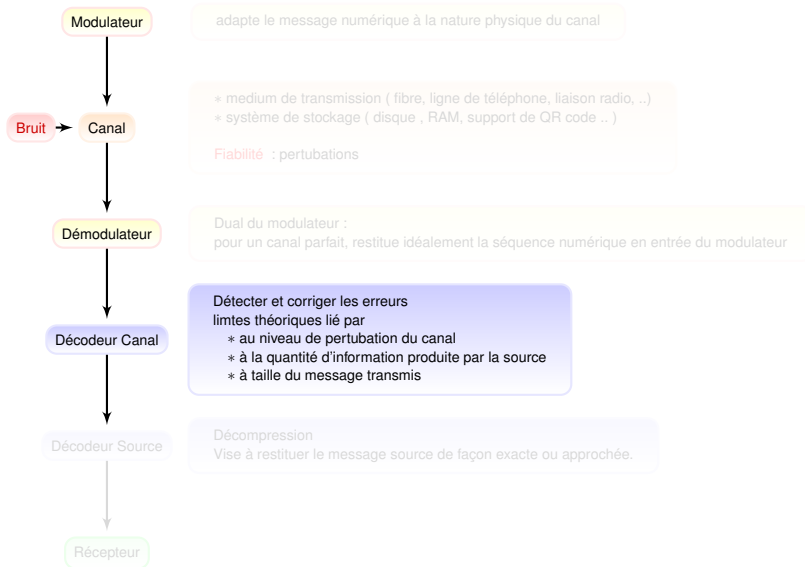 Modulateur
adapte le message numérique à la nature physique du canal
∗ medium de transmission ( fibre, ligne de téléphone, liaison radio, ..)
Bruit
Canal
∗ système de stockage ( disque , RAM, support de QR code .. )
Fiabilité : pertubations
Démodulateur
Dual du modulateur :
pour un canal parfait, restitue idéalement la séquence numérique en entrée du modulateur
Décodeur Canal
Détecter et corriger les erreurs
limtes théoriques lié par
∗ au niveau de pertubation du canal
∗ à la quantité d'information produite par la source
∗ à taille du message transmis
Décodeur Source
Décompression
Vise à restituer le message source de façon exacte ou approchée.
Récepteur